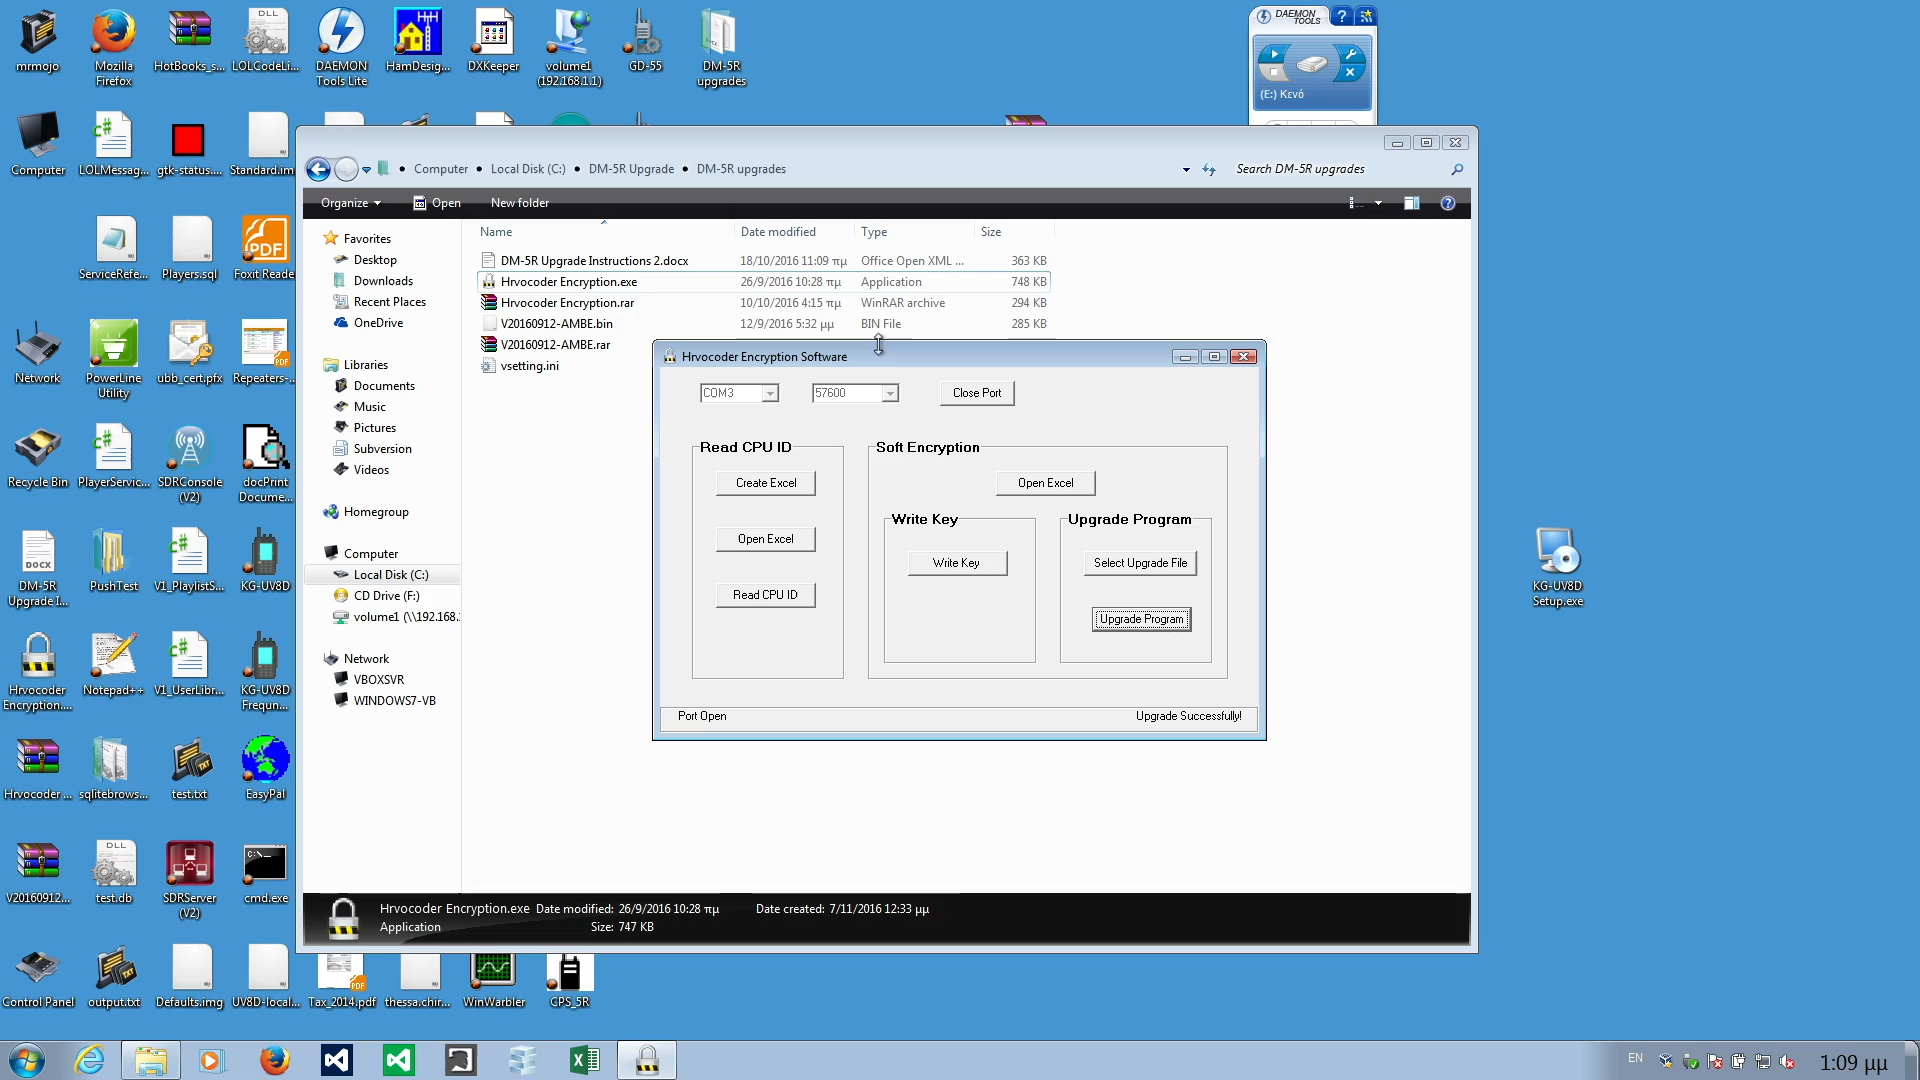 mrmojo
Mozilla
Firefox
HotBooks_s...
DLL
LOLCodeLi...
DAEMON
Tools Lite
HamDesig...
DXKeeper
volume1
(192.168.1.1)
GD-55
DM-5R
upgrades
DAEMON
TOOLS
(E:) Κενό
Computer
LOLMessag...
gtk-status....
Standard.im
ServiceRefe...
Players.sql
PDF
Foxit Reade
Network
PowerLine
Utility
ubb_cert.pfx
Repeaters-...
Recycle Bin
PlayerServic...
SDRConsole
(V2)
docPrint
Docume...
DOCX
DM-5R
Upgrade I...
PushTest
V1_PlaylistS...
KG-UV8D
Hrvocoder
Encryption....
Notepad++
V1_UserLibr...
KG-UV8D
Frequn...
Hrvocoder ...
sqlitebrows...
TXT
test.txt
EasyPal
V20160912...
DLL
test.db
SDRServer
(V2)
C:\_
cmd.exe
Control Panel
TXT
output.txt
Defaults.img
UV8D-local...
PDF
Tax_2014.pdf
thessa.chir...
WinWarbler
CPS_5R
KG-UV8D
Setup.exe
Computer
Local Disk (C:)
DM-5R Upgrade
DM-5R upgrades
Search DM-5R upgrades
Organize
Open
New folder
Favorites
Desktop
Downloads
Recent Places
OneDrive
Libraries
Documents
Music
Pictures
Subversion
Videos
Homegroup
Computer
Local Disk (C:)
CD Drive (F:)
volume1 (\\192.168.
Network
VBOXSVR
WINDOWS7-VB
Name Date modified Type Size
DM-5R Upgrade Instructions 2.docx 18/10/2016 11:09 πμ Office Open XML ... 363 KB
Hrvocoder Encryption.exe 26/9/2016 10:28 πμ Application 748 KB
Hrvocoder Encryption.rar 10/10/2016 4:15 πμ WinRAR archive 294 KB
V20160912-AMBE.bin 12/9/2016 5:32 μμ BIN File 285 KB
V20160912-AMBE.rar
vsetting.ini
Hrvocoder Encryption Software
COM3
57600
Close Port
Read CPU ID
Create Excel
Open Excel
Read CPU ID
Soft Encryption
Open Excel
Write Key
Write Key
Upgrade Program
Select Upgrade File
Upgrade Program
Port Open
Upgrade Successfully!
Hrvocoder Encryption.exe Date modified: 26/9/2016 10:28 πμ Date created: 7/11/2016 12:33 μμ
Application Size: 747 KB
EN
1:09 μμ